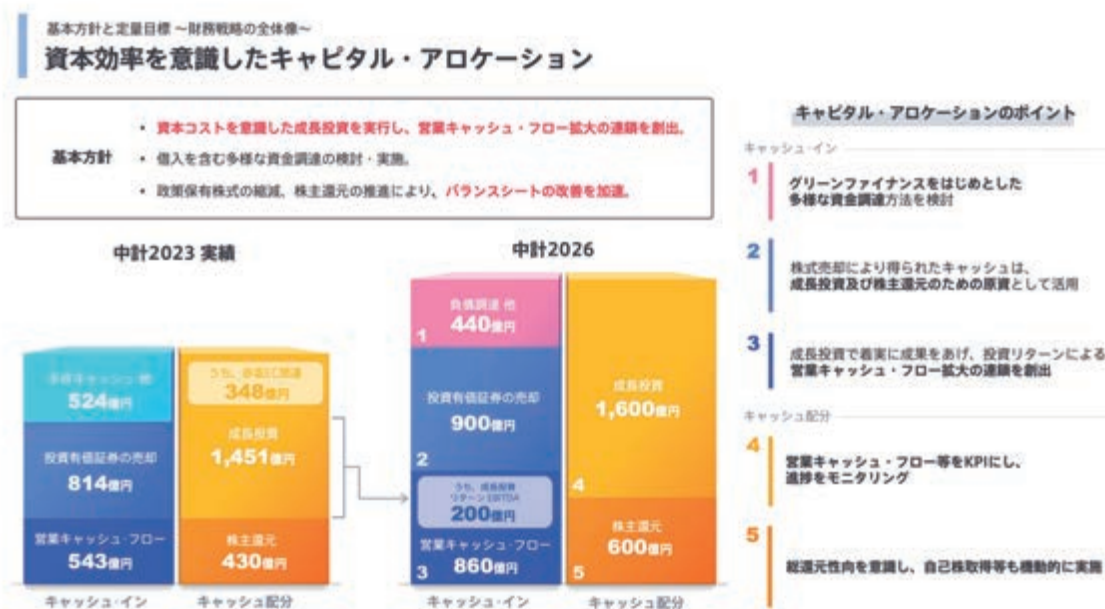 基本方針と定量目標 ～財務戦略の全体像～
資本効率を意識したキャピタル・アロケーション
基本方針
• 資本コストを意識した成長投資を実行し、営業キャッシュ・フロー拡大の連鎖を創出。
• 借入を含む多様な資金調達の検討・実施。
• 政策保有株式の縮減、株主還元の推進により、バランスシートの改善を加速。
中計2023 実績
524億円
投資有価証券の売却
814億円
営業キャッシュ・フロー
543億円
キャッシュ・イン
348億円
成長投資
1,451億円
株主還元
430億円
キャッシュ配分
中計2026
負債調達 他
1
440億円
投資有価証券の売却
900億円
2
うち、成長投資
リターン EBITDA
200億円
営業キャッシュ・フロー
3
860億円
キャッシュ・イン
成長投資
1,600億円
4
株主還元
600億円
5
キャッシュ配分
キャピタル・アロケーションのポイント
キャッシュ・イン
1
グリーンファイナンスをはじめとした
多様な資金調達方法を検討
2
株式売却により得られたキャッシュは、
成長投資及び株主還元のための原資として活用
3
成長投資で着実に成果をあげ、投資リターンによる
営業キャッシュ・フロー拡大の連鎖を創出
キャッシュ配分
4
営業キャッシュ・フロー等をKPIにし、
進捗をモニタリング
5
総還元性向を意識し、自己株取得等も機動的に実施